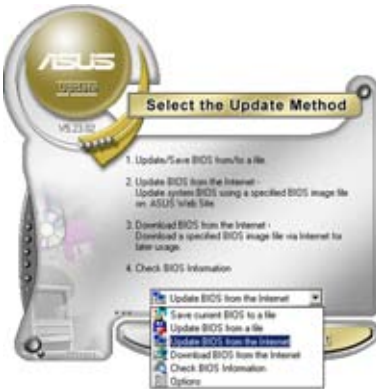 ASUS
Update
V5.23.02
Select the Update Method
1. Update/Save BIOS from/to a file
2. Update BIOS from the Internet -
Update system BIOS using a specified BIOS image file
on ASUS Web Site.
3. Download BIOS from the Internet -
Download a specified BIOS image file via Internet for
later usage.
4. Check BIOS Information
Update BIOS from the Internet
Save current BIOS to a file
Update BIOS from a file
Update BIOS from the Internet
Download BIOS from the Internet
Check BIOS Information
Options